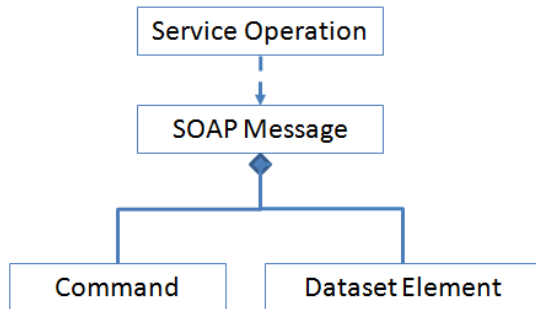 Service Operation
SOAP Message
Command
Dataset Element